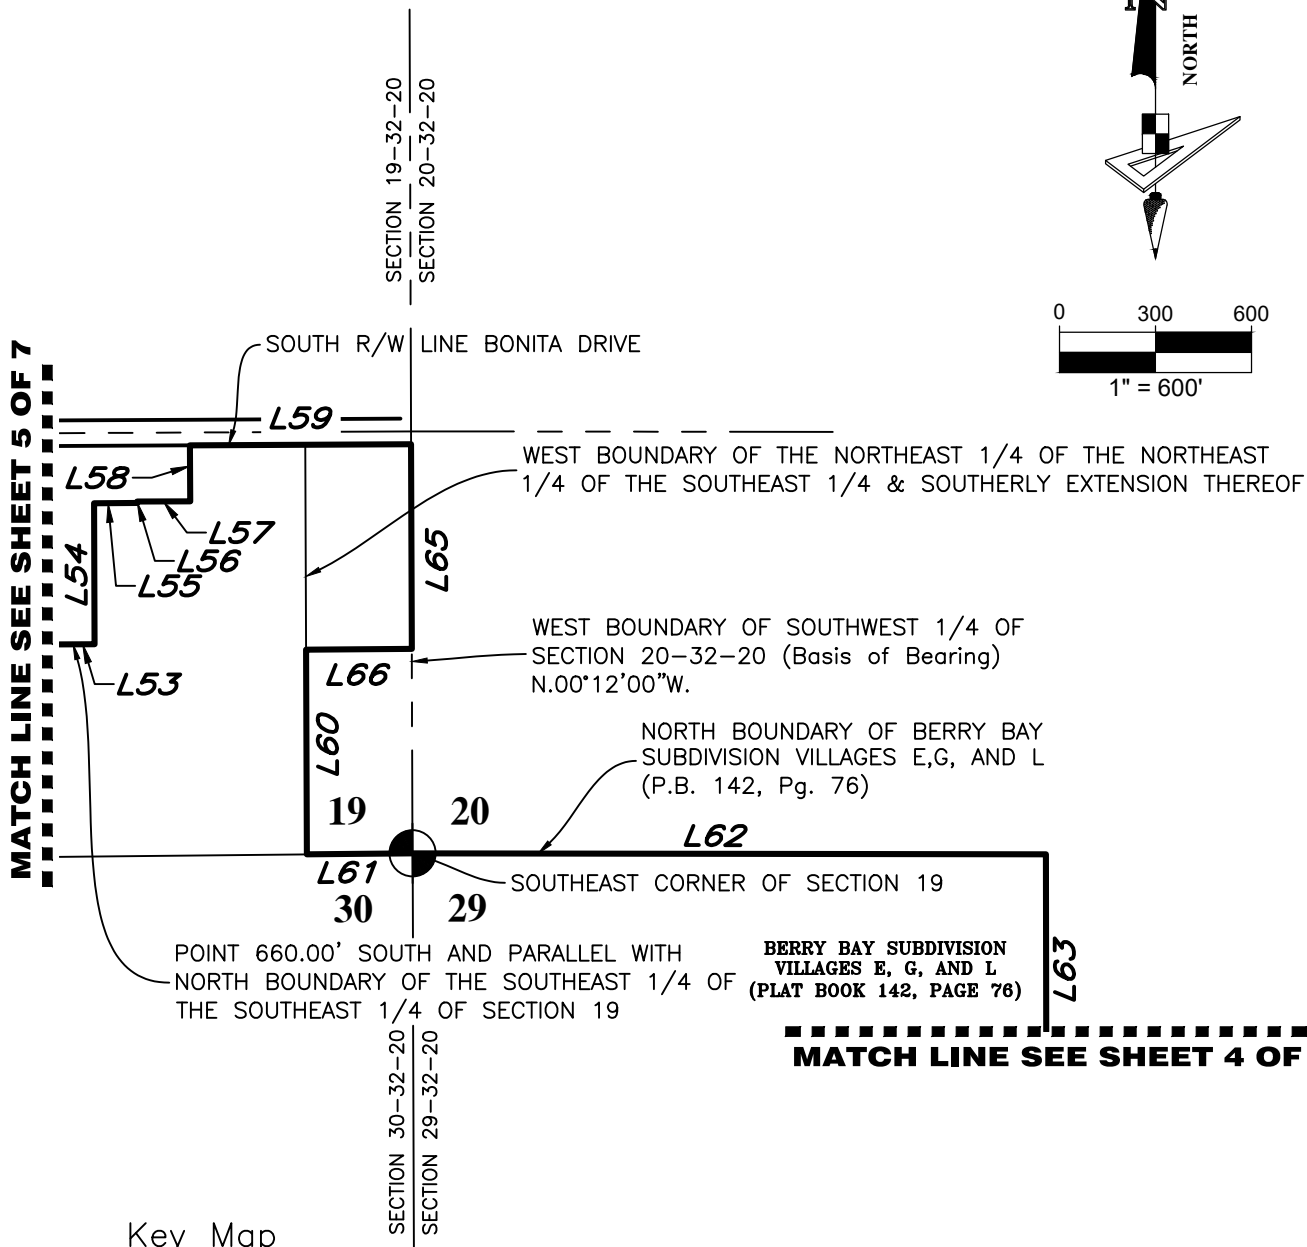 NORTH
SECTION 19-32-20
SECTION 20-32-20
0 300 600
1" = 600'
SOUTH R/W LINE BONITA DRIVE
MATCH LINE SEE SHEET 5 OF 7
L59
WEST BOUNDARY OF THE NORTHEAST 1/4 OF THE NORTHEAST
1/4 OF THE SOUTHEAST 1/4 & SOUTHERLY EXTENSION THEREOF
L58
L57
L56
L55
L54
L65
L53
WEST BOUNDARY OF SOUTHWEST 1/4 OF
SECTION 20-32-20 (Basis of Bearing)
N.00°12'00"W.
L66
L60
NORTH BOUNDARY OF BERRY BAY
SUBDIVISION VILLAGES E,G, AND L
(P.B. 142, Pg. 76)
19 20
L62
L61
SOUTHEAST CORNER OF SECTION 19
30 29
POINT 660.00' SOUTH AND PARALLEL WITH
NORTH BOUNDARY OF THE SOUTHEAST 1/4 OF
THE SOUTHEAST 1/4 OF SECTION 19
BERRY BAY SUBDIVISION
VILLAGES E, G, AND L
(PLAT BOOK 142, PAGE 76)
L63
MATCH LINE SEE SHEET 4 OF
SECTION 30-32-20
SECTION 29-32-20
Key Map